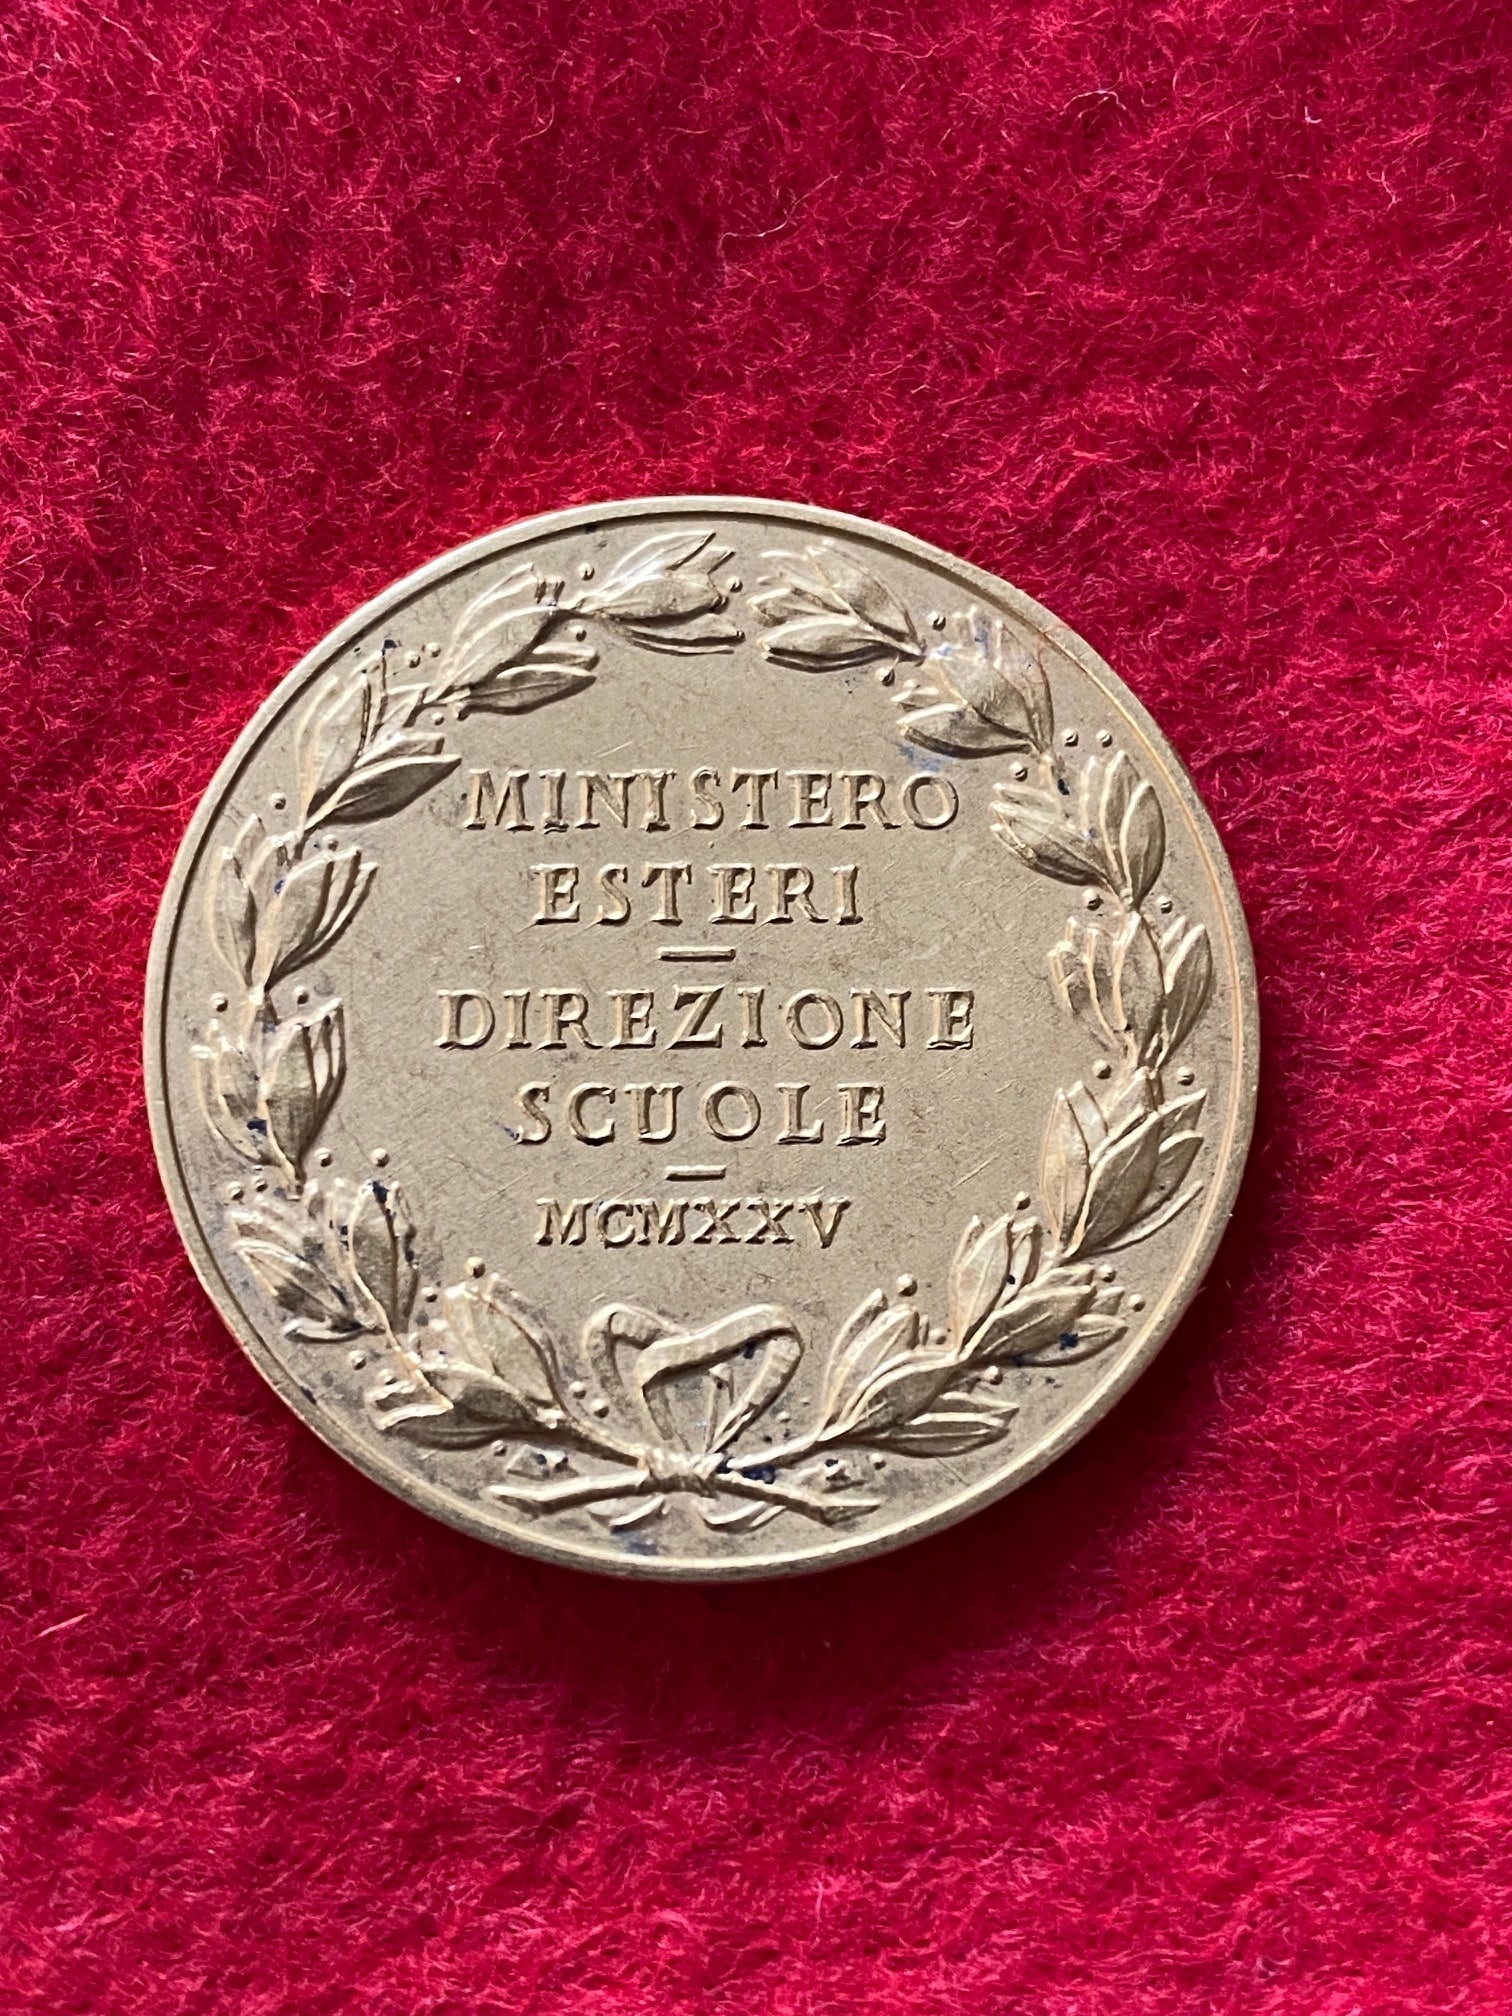 MINISTERO
ESTERI
—
DIREZIONE
SCUOLE
—
MCMXXV